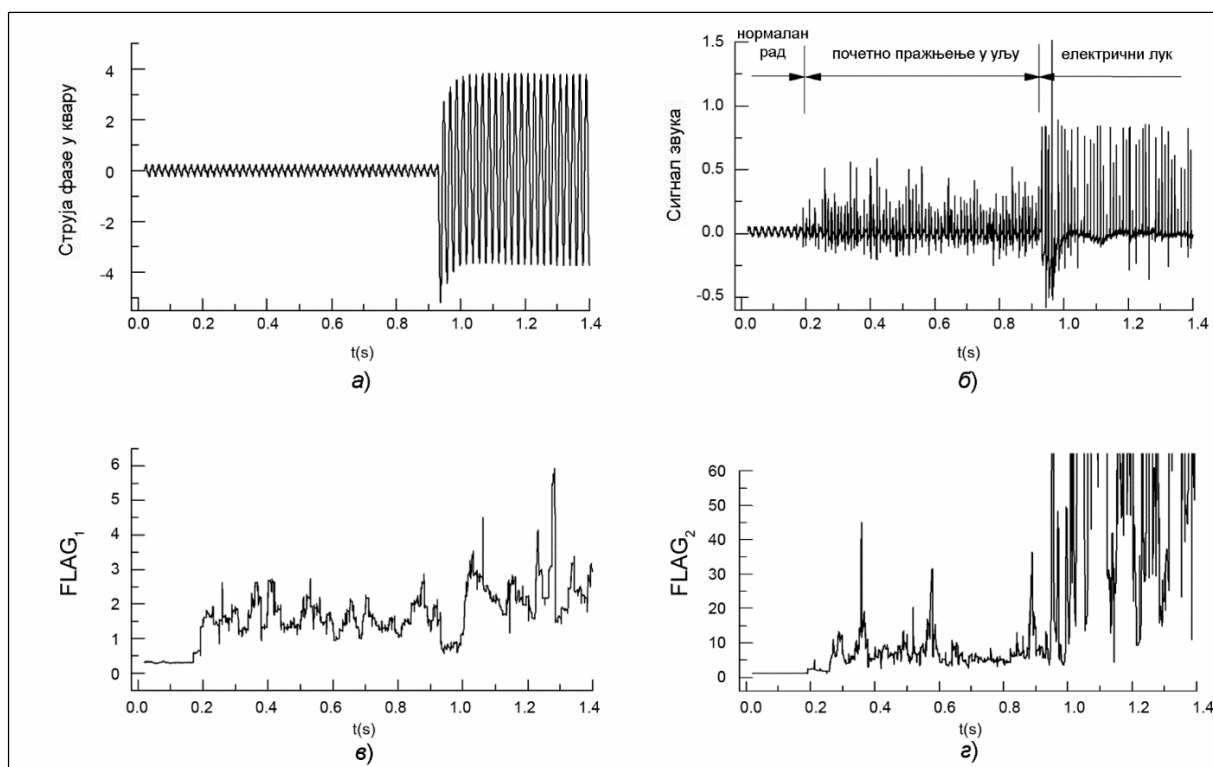 Струја фазе у квару
4
2
0
-2
-4
0.0 0.2 0.4 0.6 0.8 1.0 1.2 1.4
t(s)
а)
нормалан
рад
почетно пражњење у уљу
електрични лук
Сигнал звука
1.5
1.0
0.5
0.0
-0.5
0.0 0.2 0.4 0.6 0.8 1.0 1.2 1.4
t(s)
б)
FLAG1
6
5
4
3
2
1
0
0.0 0.2 0.4 0.6 0.8 1.0 1.2 1.4
t(s)
в)
FLAG2
60
50
40
30
20
10
0
0.0 0.2 0.4 0.6 0.8 1.0 1.2 1.4
t(s)
г)